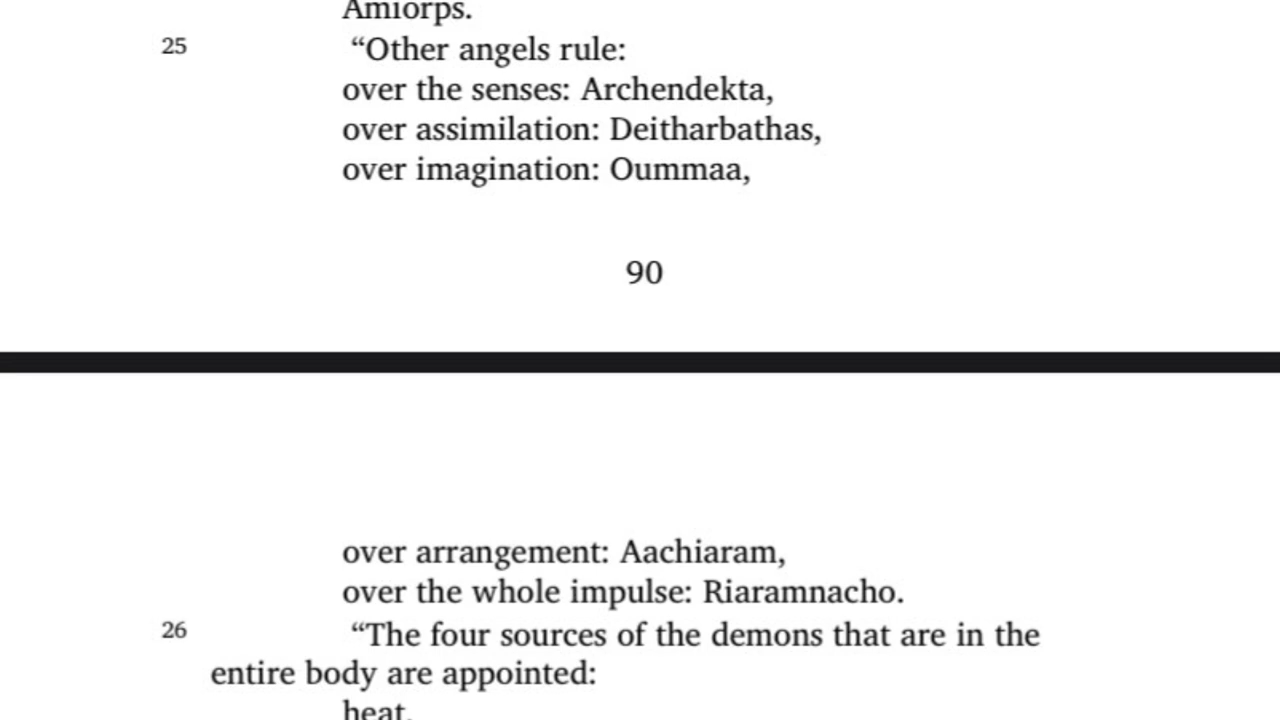 Amiorps.
25 “Other angels rule:
over the senses: Archendekta,
over assimilation: Deitharbathas,
over imagination: Oummaa,
90
over arrangement: Aachiaram,
over the whole impulse: Riaramnacho.
26 “The four sources of the demons that are in the
entire body are appointed:
heat,